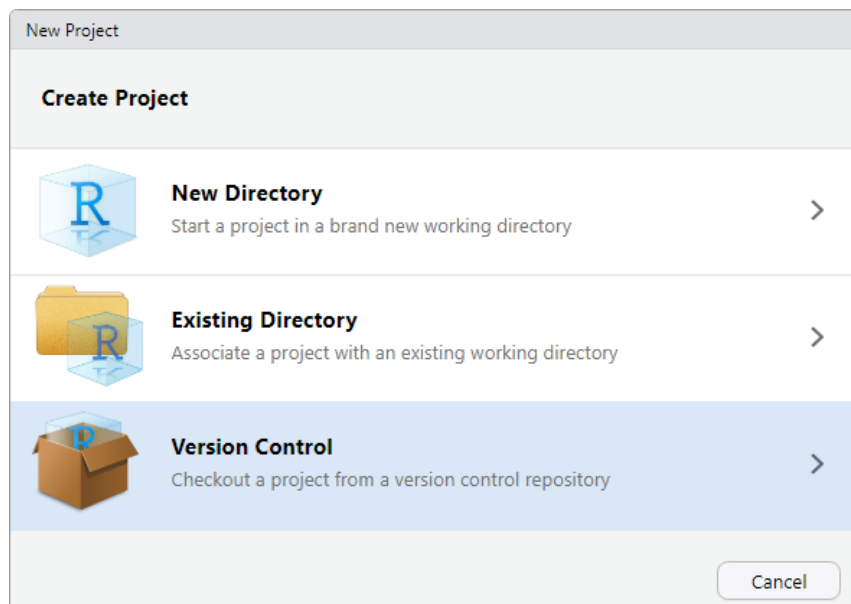 New Project
Create Project
R
New Directory
Start a project in a brand new working directory
R
Existing Directory
Associate a project with an existing working directory
R
Version Control
Checkout a project from a version control repository
Cancel